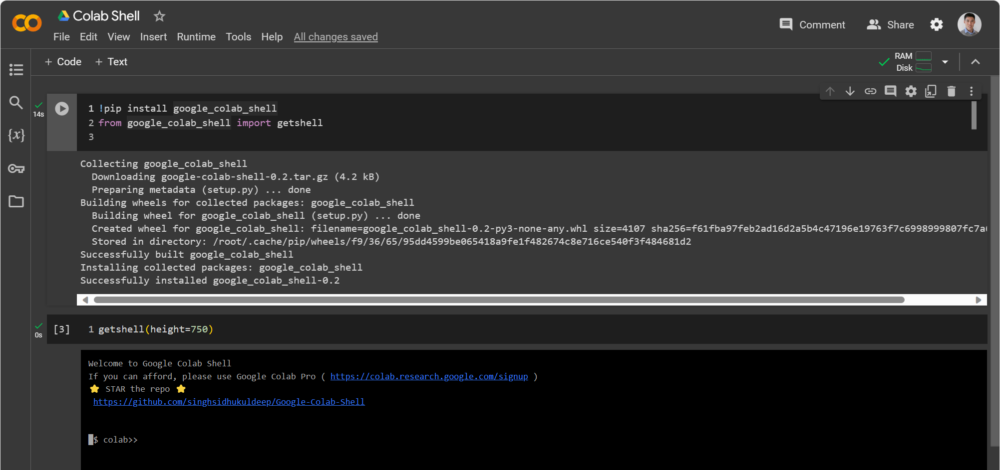 Colab Shell
File Edit View Insert Runtime Tools Help All changes saved
Comment Share
+ Code + Text
RAM
Disk
14s
1 !pip install google_colab_shell
2 from google_colab_shell import getshell
3
{x}
Collecting google_colab_shell
Downloading google-colab-shell-0.2.tar.gz (4.2 kB)
Preparing metadata (setup.py) ... done
Building wheels for collected packages: google_colab_shell
Building wheel for google_colab_shell (setup.py) ... done
Created wheel for google_colab_shell: filename=google_colab_shell-0.2-py3-none-any.whl size=4107 sha256=f61fba97feb2ad16d2a5b4c47196e19763f7c6998999807fc7a
Stored in directory: /root/.cache/pip/wheels/f9/36/65/95dd4599be065418a9fe1f482674c8e716ce540f3f484681d2
Successfully built google_colab_shell
Installing collected packages: google_colab_shell
Successfully installed google_colab_shell-0.2
0s
[3] 1 getshell(height=750)
Welcome to Google Colab Shell
If you can afford, please use Google Colab Pro ( https://colab.research.google.com/signup )
⭐ STAR the repo ⭐
https://github.com/singhsidhukuldeep/Google-Colab-Shell
$ colab>>